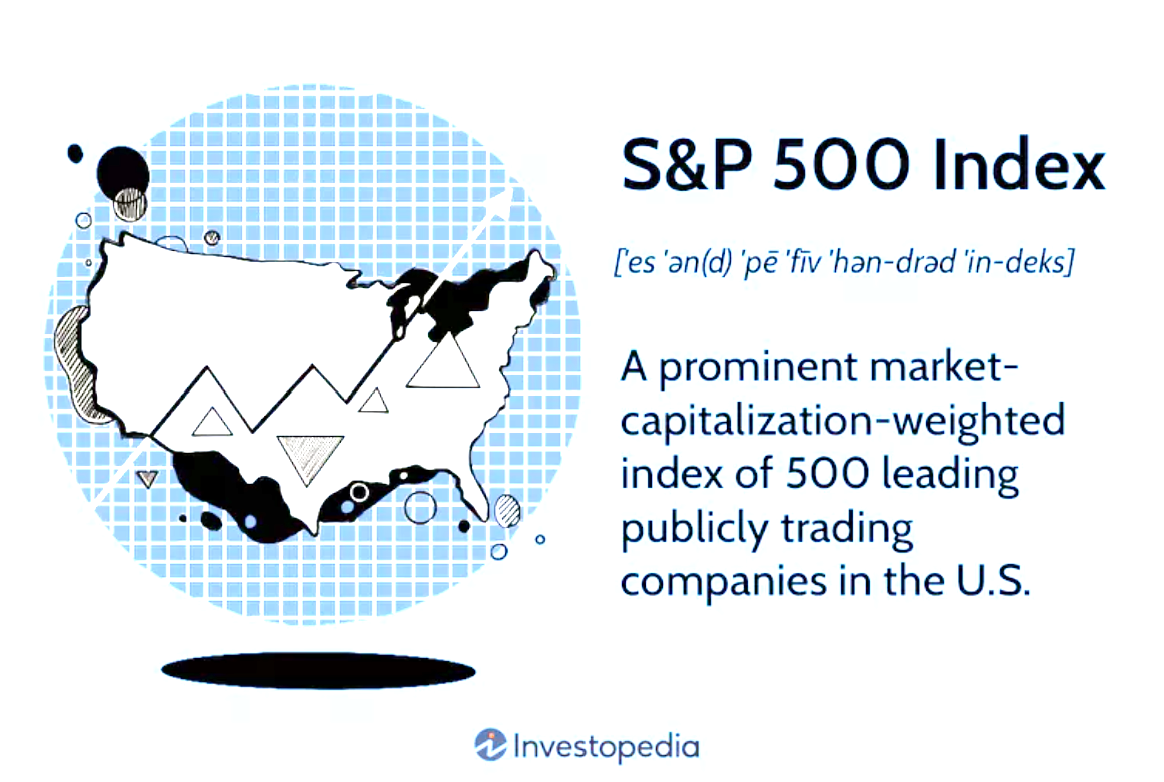 S&P 500 Index
['es 'ən(d) 'pē 'fīv 'hən-drəd 'in-deks]
A prominent market-
capitalization-weighted
index of 500 leading
publicly trading
companies in the U.S.
Investopedia